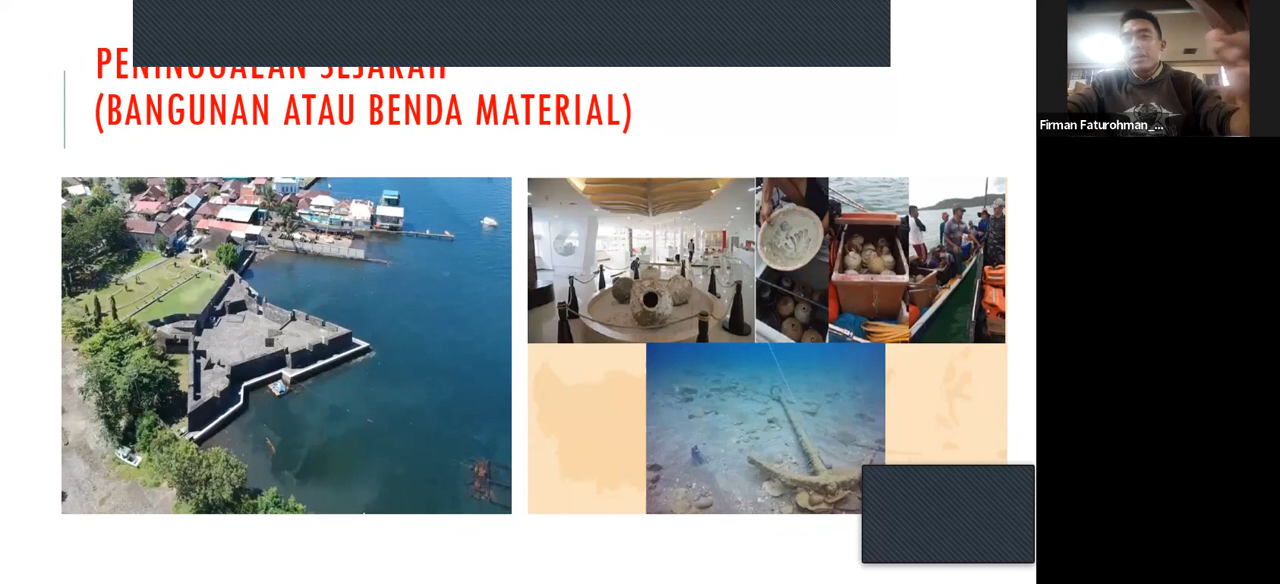 PENINGGALAN SEJARAH
(BANGUNAN ATAU BENDA MATERIAL)
Firman Faturohman_...